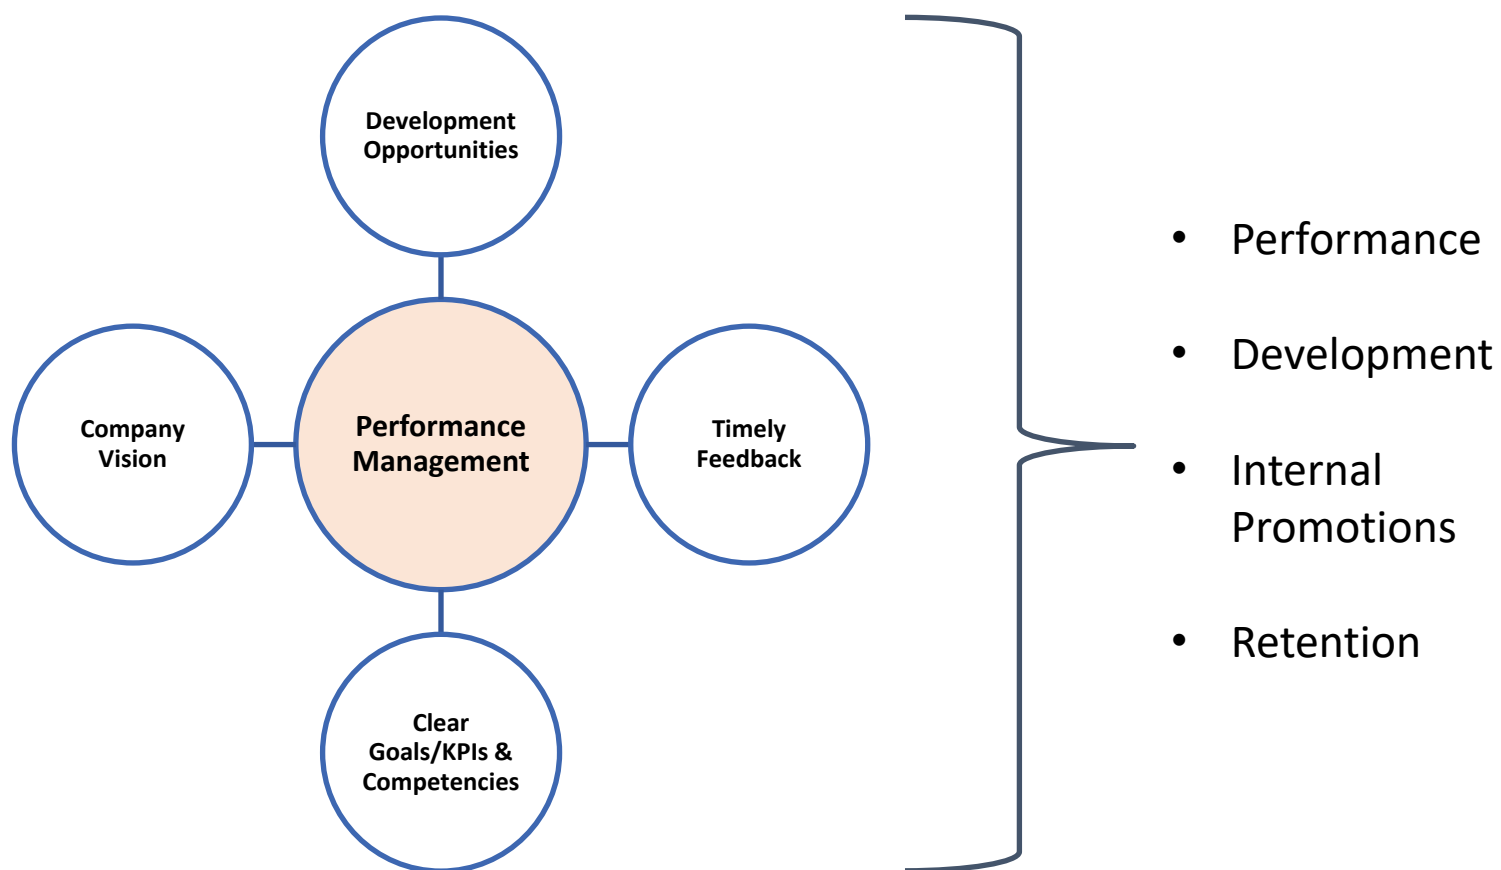 Development
Opportunities
Company
Vision
Performance
Management
Timely
Feedback
Clear
Goals/KPIs &
Competencies
• Performance
• Development
• Internal
Promotions
• Retention